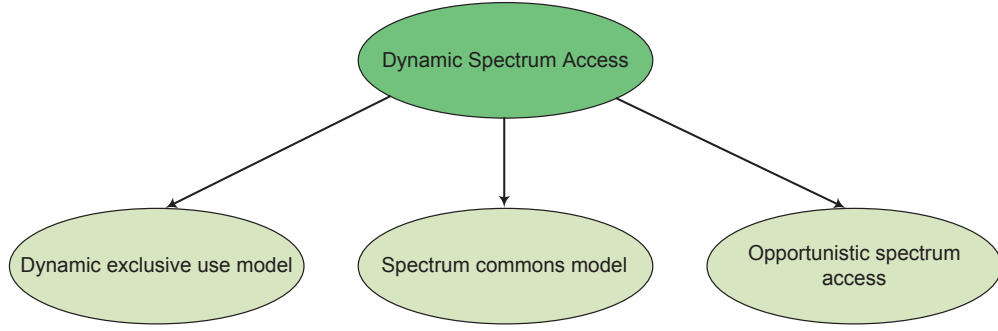 Dynamic Spectrum Access
Dynamic exclusive use model
Spectrum commons model
Opportunistic spectrum
access